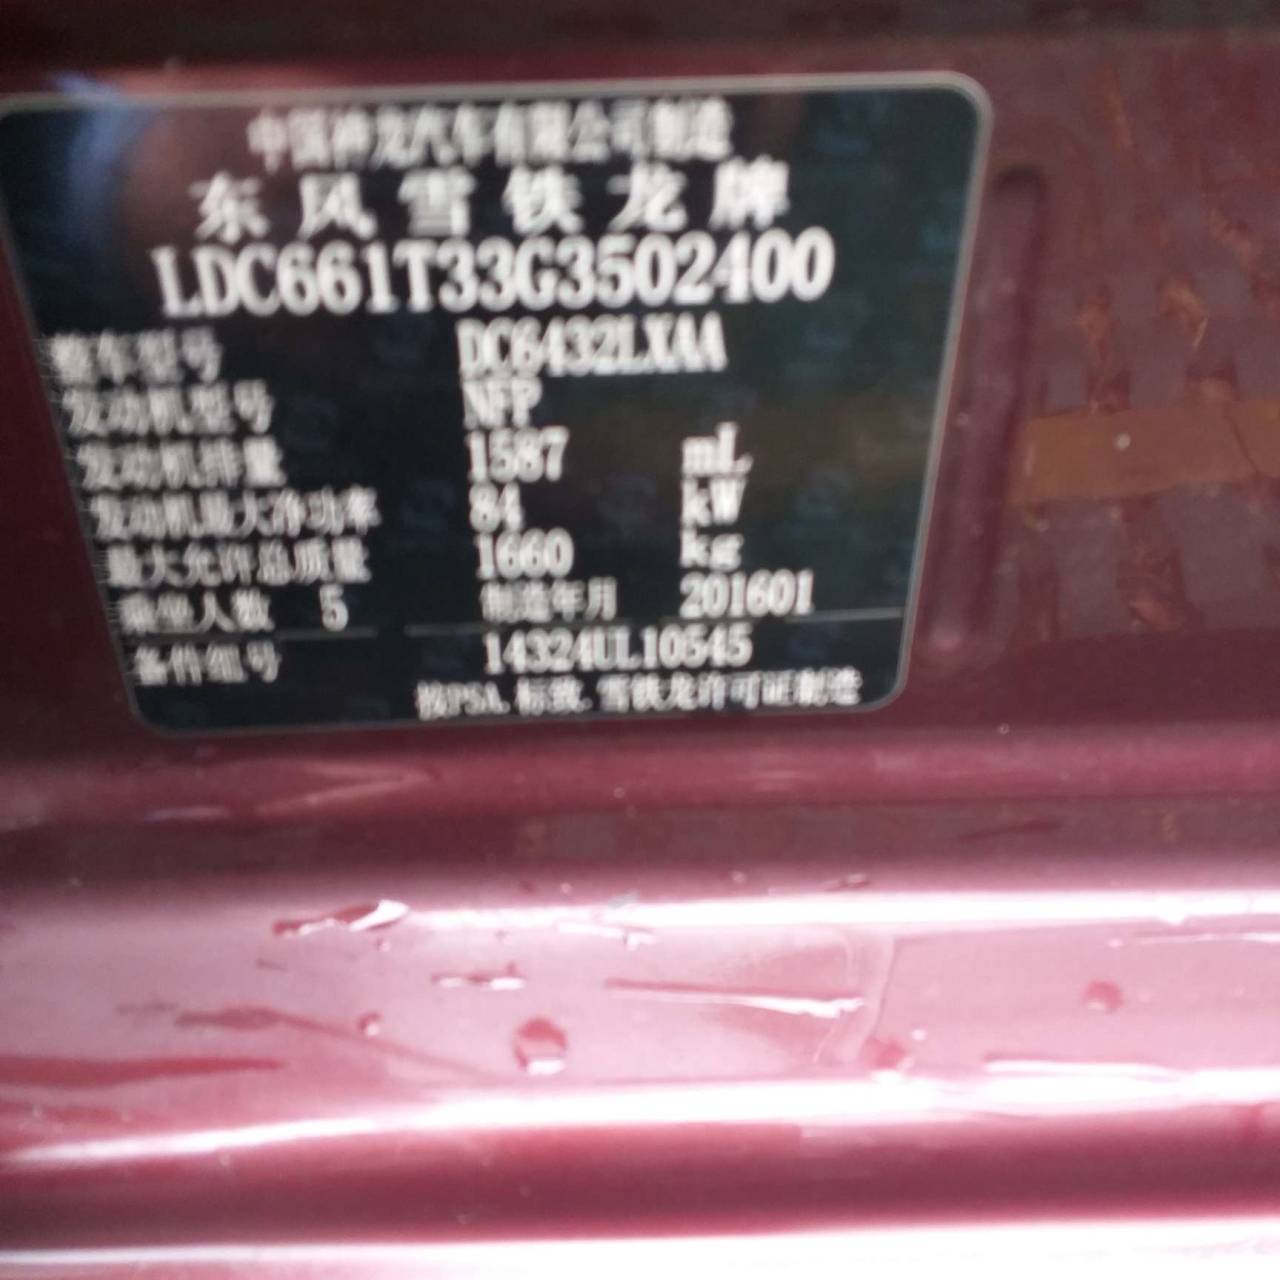 中国神龙汽车有限公司制造
东风雪铁龙牌
LDC661T33G3502400
整车型号 DC6432LXAA
发动机型号 NFP
发动机排量 1587 mL
发动机最大净功率 84 kW
最大允许总质量 1660 kg
乘坐人数 5 制造年月 201601
备件组号 14324UL10545
按PSA.标致.雪铁龙许可证制造